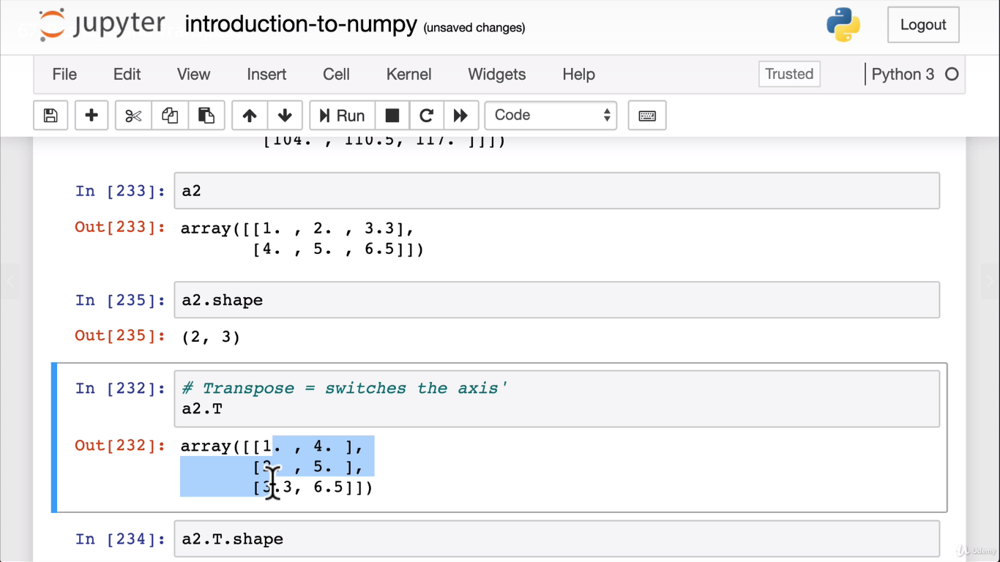 jupyter introduction-to-numpy (unsaved changes)
Logout
File Edit View Insert Cell Kernel Widgets Help Trusted Python 3
Run Code
[104. , 110.5, 117. ]]])
In [233]: a2
Out[233]: array([[1. , 2. , 3.3],
[4. , 5. , 6.5]])
In [235]: a2.shape
Out[235]: (2, 3)
In [232]: # Transpose = switches the axis'
a2.T
Out[232]: array([[1. , 4. ],
[2. , 5. ],
[3.3, 6.5]])
In [234]: a2.T.shape
Udemy